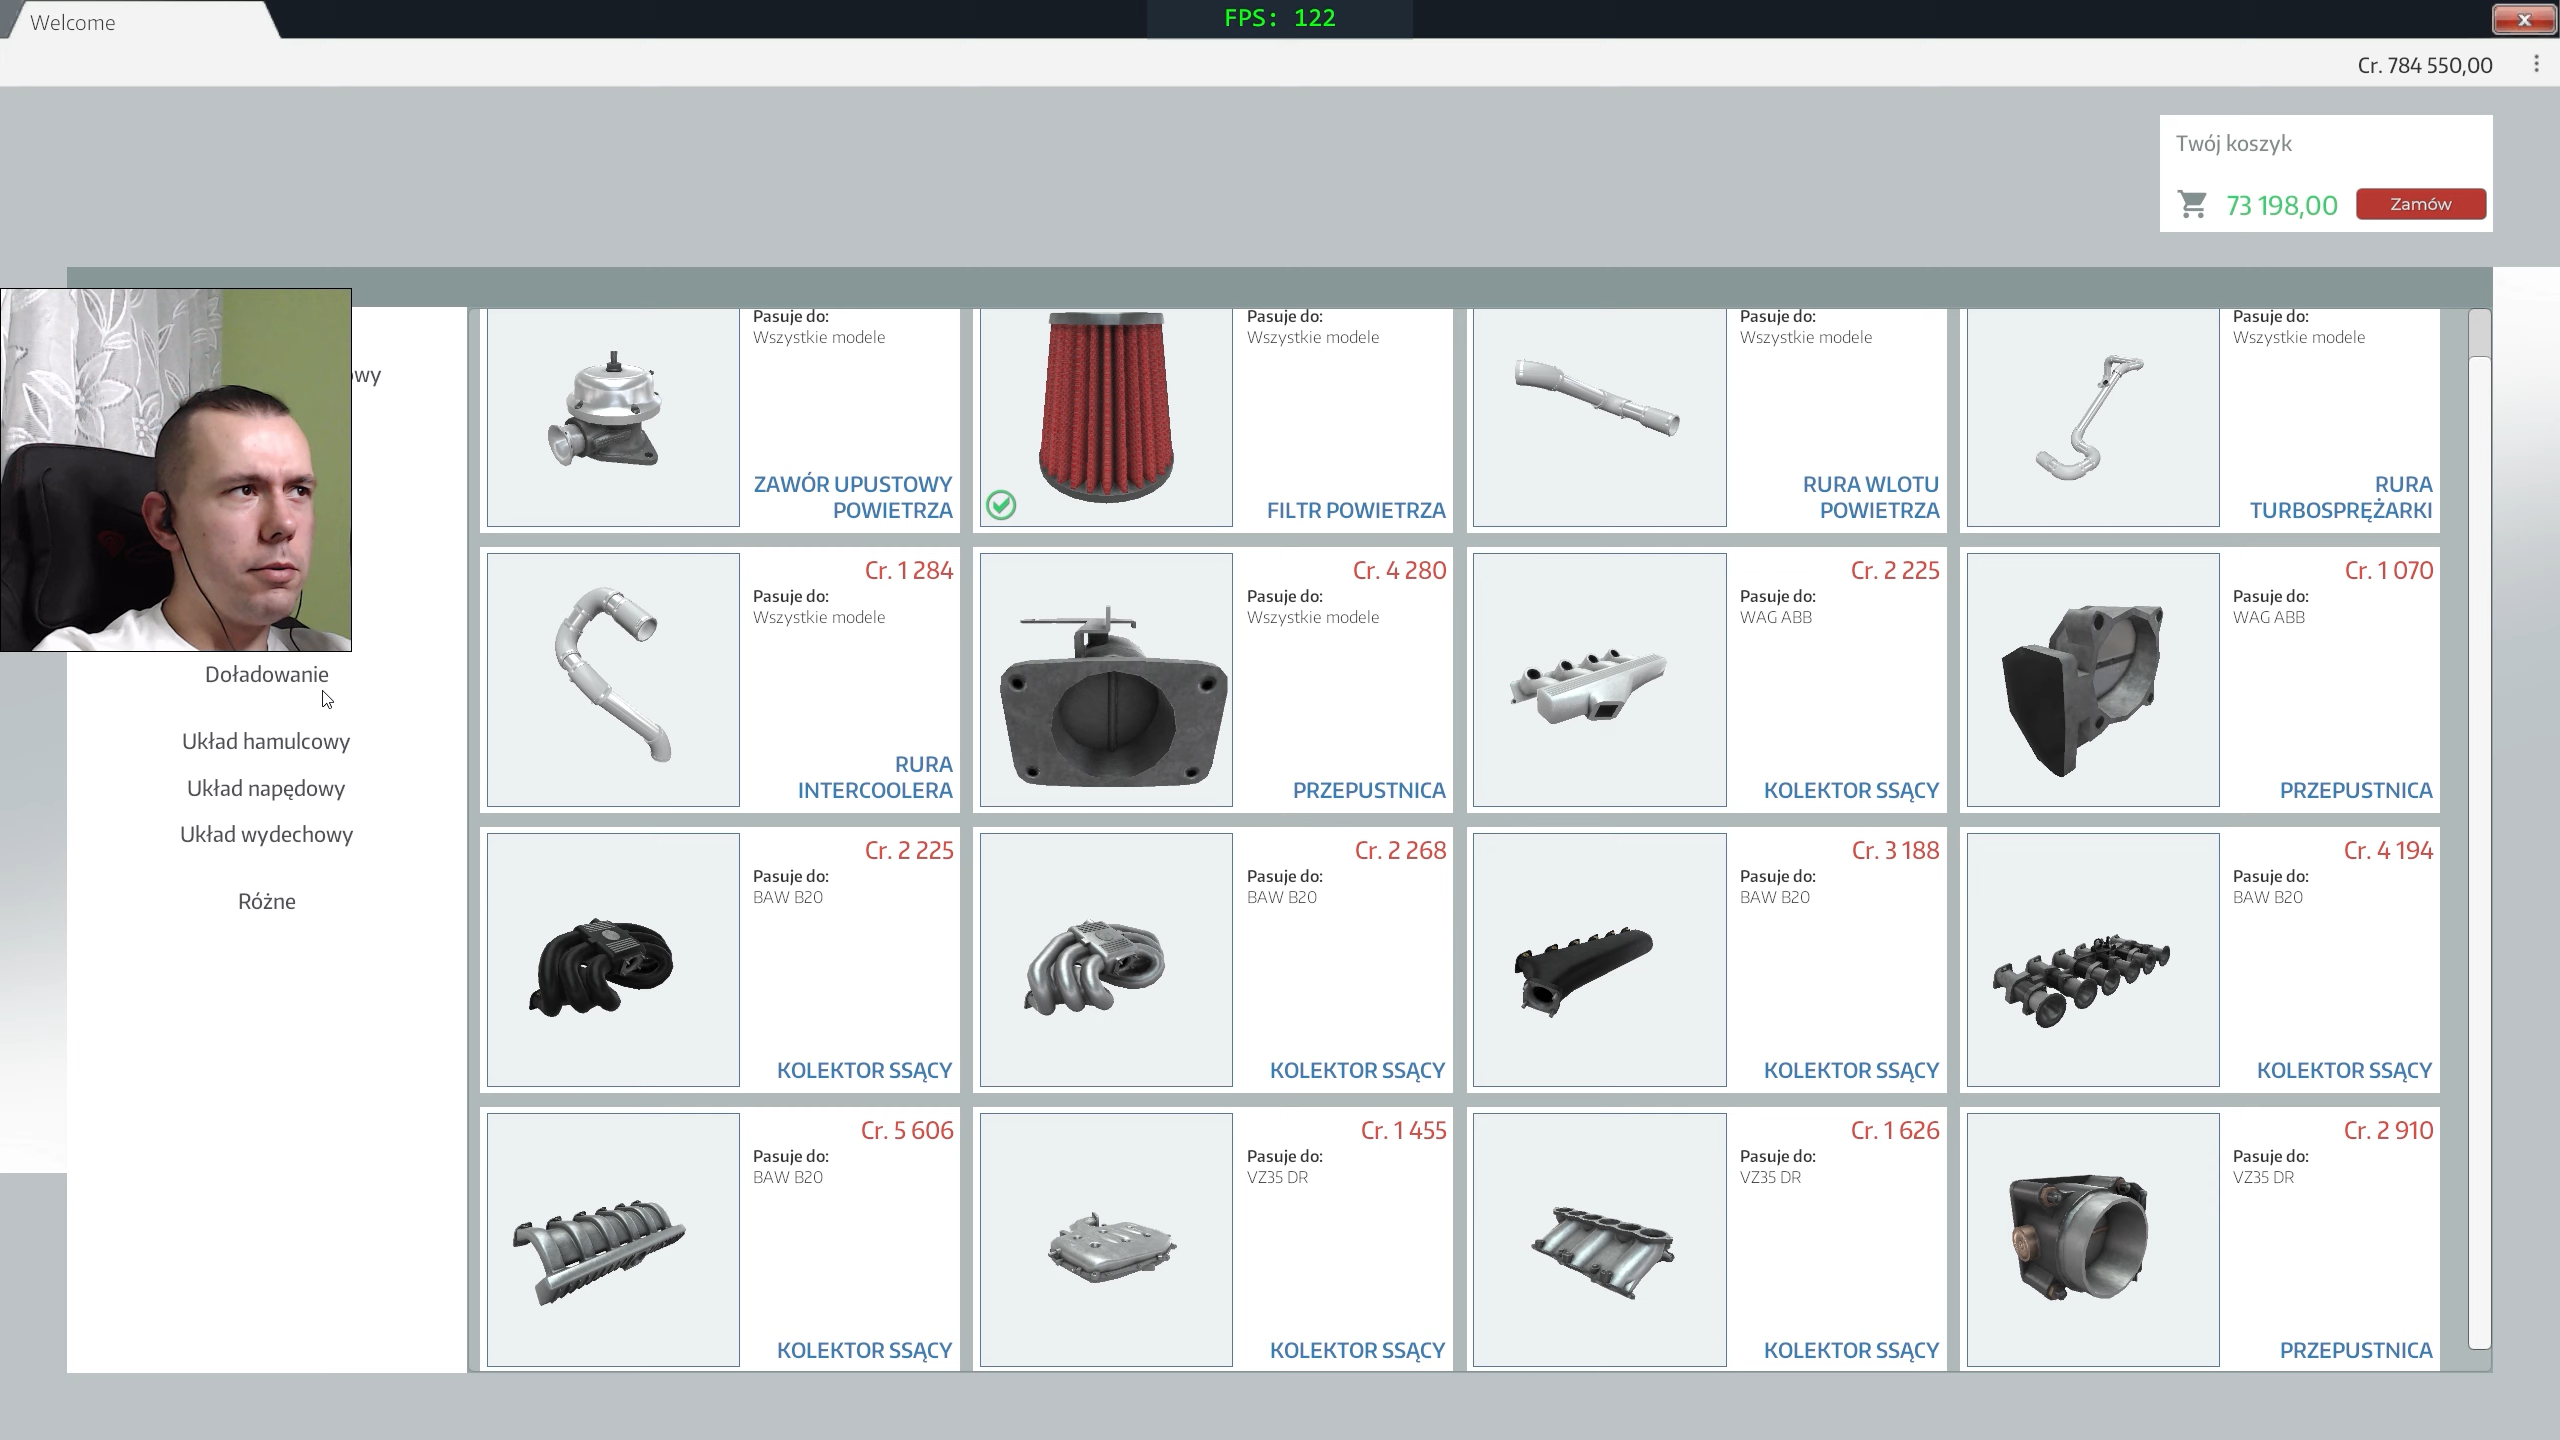 Welcome
FPS: 122
Cr. 784 550,00
Twój koszyk
73 198,00
Zamów
owy
Doładowanie
Układ hamulcowy
Układ napędowy
Układ wydechowy
Różne
Pasuje do:
Wszystkie modele
ZAWÓR UPUSTOWY
POWIETRZA
Pasuje do:
Wszystkie modele
FILTR POWIETRZA
Pasuje do:
Wszystkie modele
RURA WLOTU
POWIETRZA
Pasuje do:
Wszystkie modele
RURA
TURBOSPRĘŻARKI
Cr. 1 284
Pasuje do:
Wszystkie modele
RURA
INTERCOOLERA
Cr. 4 280
Pasuje do:
Wszystkie modele
PRZEPUSTNICA
Cr. 2 225
Pasuje do:
WAG ABB
KOLEKTOR SSĄCY
Cr. 1 070
Pasuje do:
WAG ABB
PRZEPUSTNICA
Cr. 2 225
Pasuje do:
BAW B20
KOLEKTOR SSĄCY
Cr. 2 268
Pasuje do:
BAW B20
KOLEKTOR SSĄCY
Cr. 3 188
Pasuje do:
BAW B20
KOLEKTOR SSĄCY
Cr. 4 194
Pasuje do:
BAW B20
KOLEKTOR SSĄCY
Cr. 5 606
Pasuje do:
BAW B20
KOLEKTOR SSĄCY
Cr. 1 455
Pasuje do:
VZ35 DR
KOLEKTOR SSĄCY
Cr. 1 626
Pasuje do:
VZ35 DR
KOLEKTOR SSĄCY
Cr. 2 910
Pasuje do:
VZ35 DR
PRZEPUSTNICA